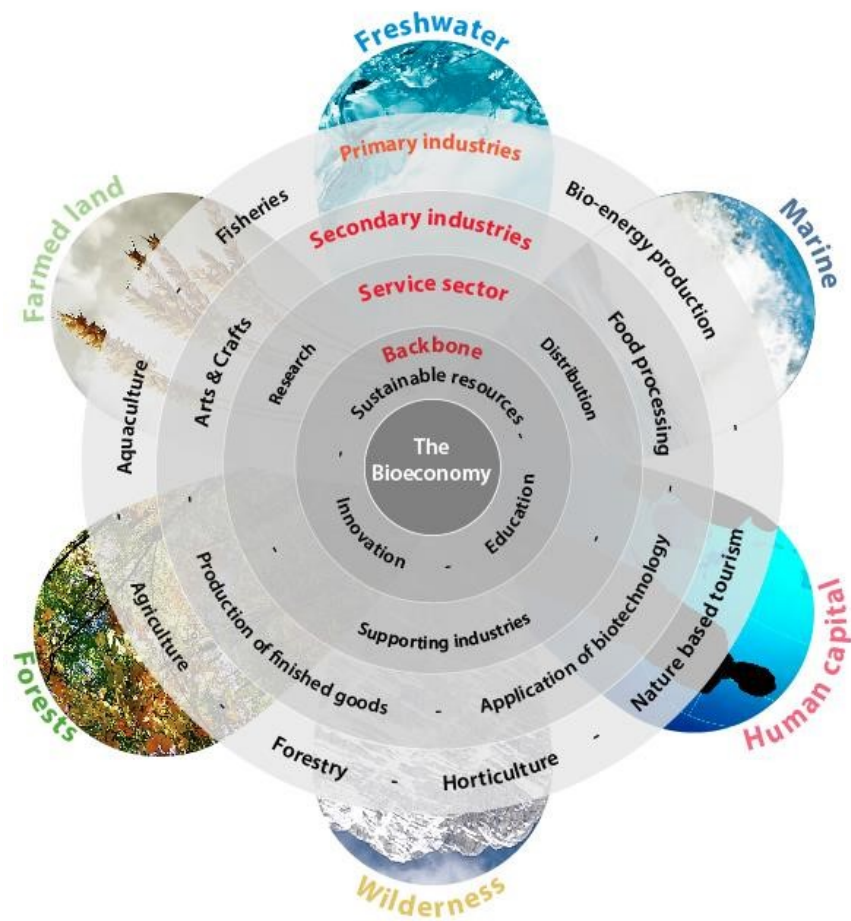 Freshwater
Marine
Human capital
Wilderness
Forests
Farmed land
Primary industries
Bio-energy production
-
Nature based tourism
-
Horticulture
-
Forestry
-
Agriculture
-
Aquaculture
-
Fisheries
Secondary industries
Food processing
-
Application of biotechnology
-
Production of finished goods
-
Arts & Crafts
Service sector
Distribution
-
Supporting industries
-
Research
Backbone
Sustainable resources
-
Education
-
Innovation
-
The
Bioeconomy